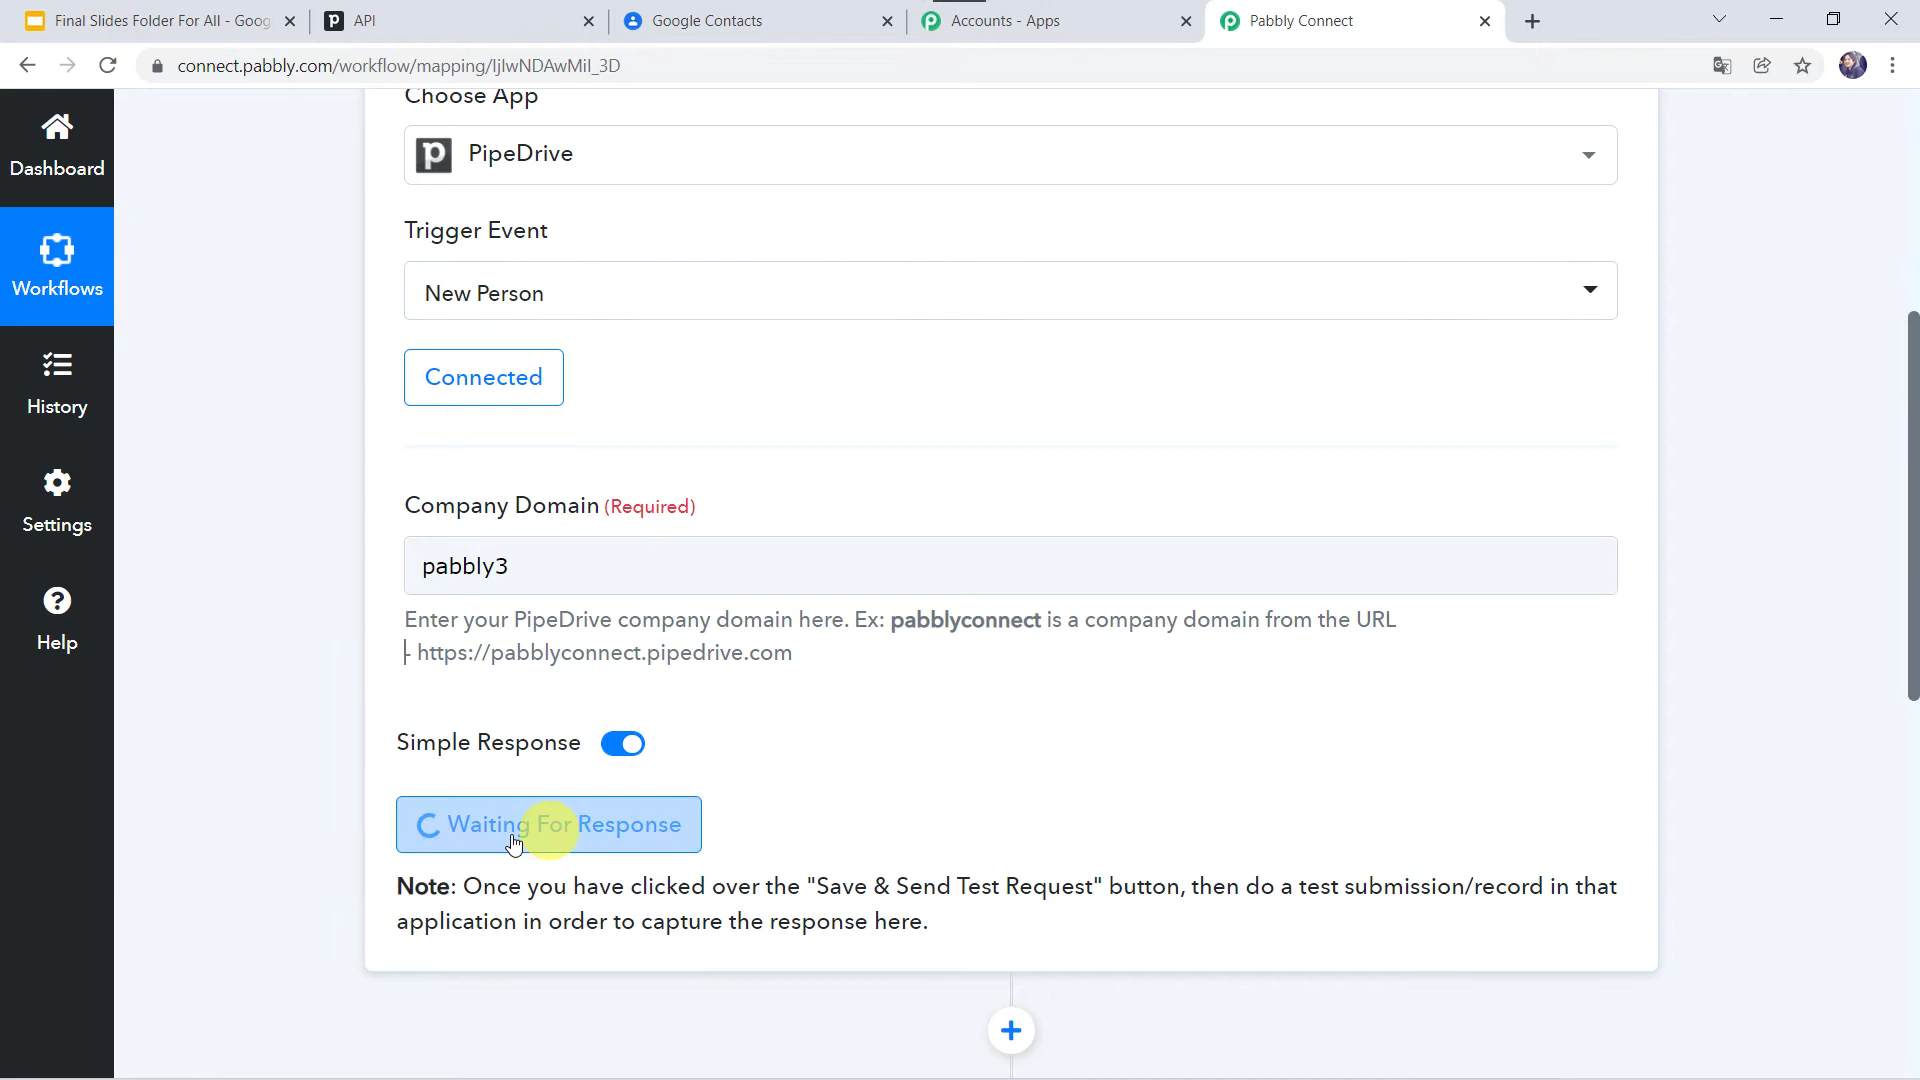 Final Slides Folder For All - Goog
API
Google Contacts
Accounts - Apps
Pabbly Connect
connect.pabbly.com/workflow/mapping/IjIwNDAwMiI_3D
Dashboard
Workflows
History
Settings
Help
Choose App
PipeDrive
Trigger Event
New Person
Connected
Company Domain (Required)
pabbly3
Enter your PipeDrive company domain here. Ex: pabblyconnect is a company domain from the URL
- https://pabblyconnect.pipedrive.com
Simple Response
Waiting For Response
Note: Once you have clicked over the "Save & Send Test Request" button, then do a test submission/record in that
application in order to capture the response here.